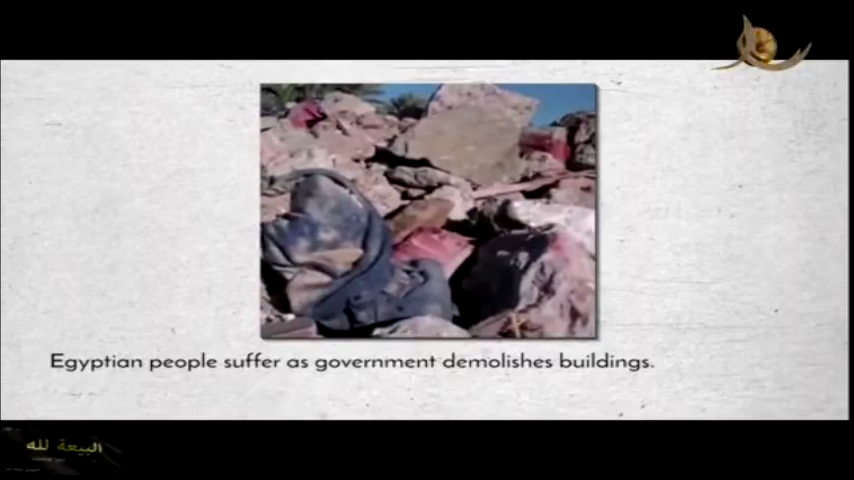 Egyptian people suffer as government demolishes buildings.
البيعة لله